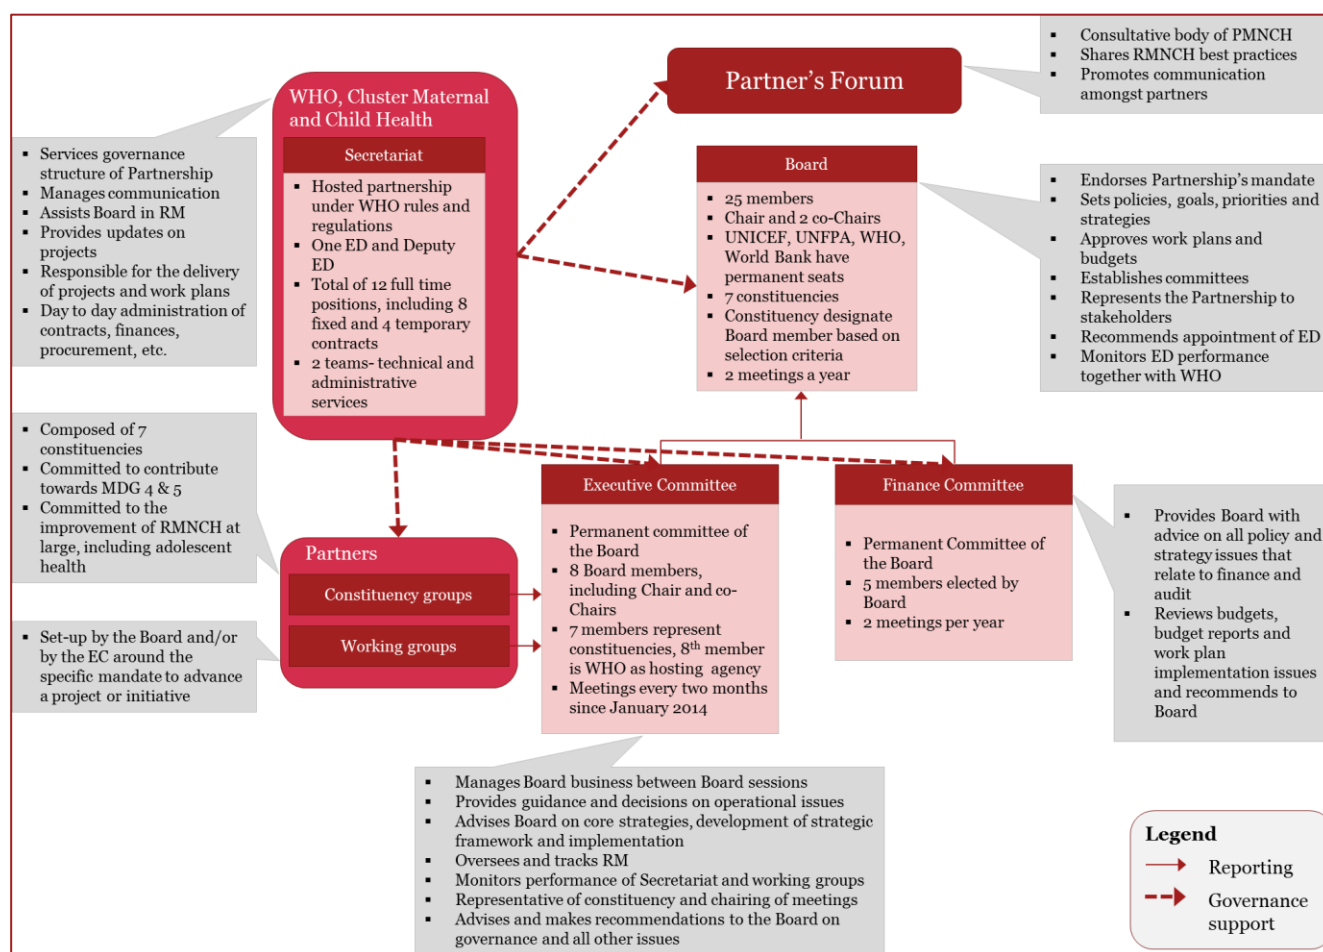 WHO, Cluster Maternal
and Child Health
Secretariat
▪ Hosted partnership
under WHO rules and
regulations
▪ One ED and Deputy
ED
▪ Total of 12 full time
positions, including 8
fixed and 4 temporary
contracts
▪ 2 teams- technical and
administrative
services
▪ Services governance
structure of Partnership
▪ Manages communication
▪ Assists Board in RM
▪ Provides updates on
projects
▪ Responsible for the delivery
of projects and work plans
▪ Day to day administration of
contracts, finances,
procurement, etc.
Partner's Forum
▪ Consultative body of PMNCH
▪ Shares RMNCH best practices
▪ Promotes communication
amongst partners
Board
▪ 25 members
▪ Chair and 2 co-Chairs
▪ UNICEF, UNFPA, WHO,
World Bank have
permanent seats
▪ 7 constituencies
▪ Constituency designate
Board member based on
selection criteria
▪ 2 meetings a year
▪ Endorses Partnership's mandate
▪ Sets policies, goals, priorities and
strategies
▪ Approves work plans and
budgets
▪ Establishes committees
▪ Represents the Partnership to
stakeholders
▪ Recommends appointment of ED
▪ Monitors ED performance
together with WHO
▪ Composed of 7
constituencies
▪ Committed to contribute
towards MDG 4 & 5
▪ Committed to the
improvement of RMNCH at
large, including adolescent
health
Partners
Constituency groups
Working groups
▪ Set-up by the Board and/or
by the EC around the
specific mandate to advance
a project or initiative
Executive Committee
▪ Permanent committee of
the Board
▪ 8 Board members,
including Chair and co-
Chairs
▪ 7 members represent
constituencies, 8th member
is WHO as hosting agency
▪ Meetings every two months
since January 2014
Finance Committee
▪ Permanent Committee of
the Board
▪ 5 members elected by
Board
▪ 2 meetings per year
▪ Provides Board with
advice on all policy and
strategy issues that
relate to finance and
audit
▪ Reviews budgets,
budget reports and
work plan
implementation issues
and recommends to
Board
▪ Manages Board business between Board sessions
▪ Provides guidance and decisions on operational issues
▪ Advises Board on core strategies, development of strategic
framework and implementation
▪ Oversees and tracks RM
▪ Monitors performance of Secretariat and working groups
▪ Representative of constituency and chairing of meetings
▪ Advises and makes recommendations to the Board on
governance and all other issues
Legend
Reporting
Governance
support